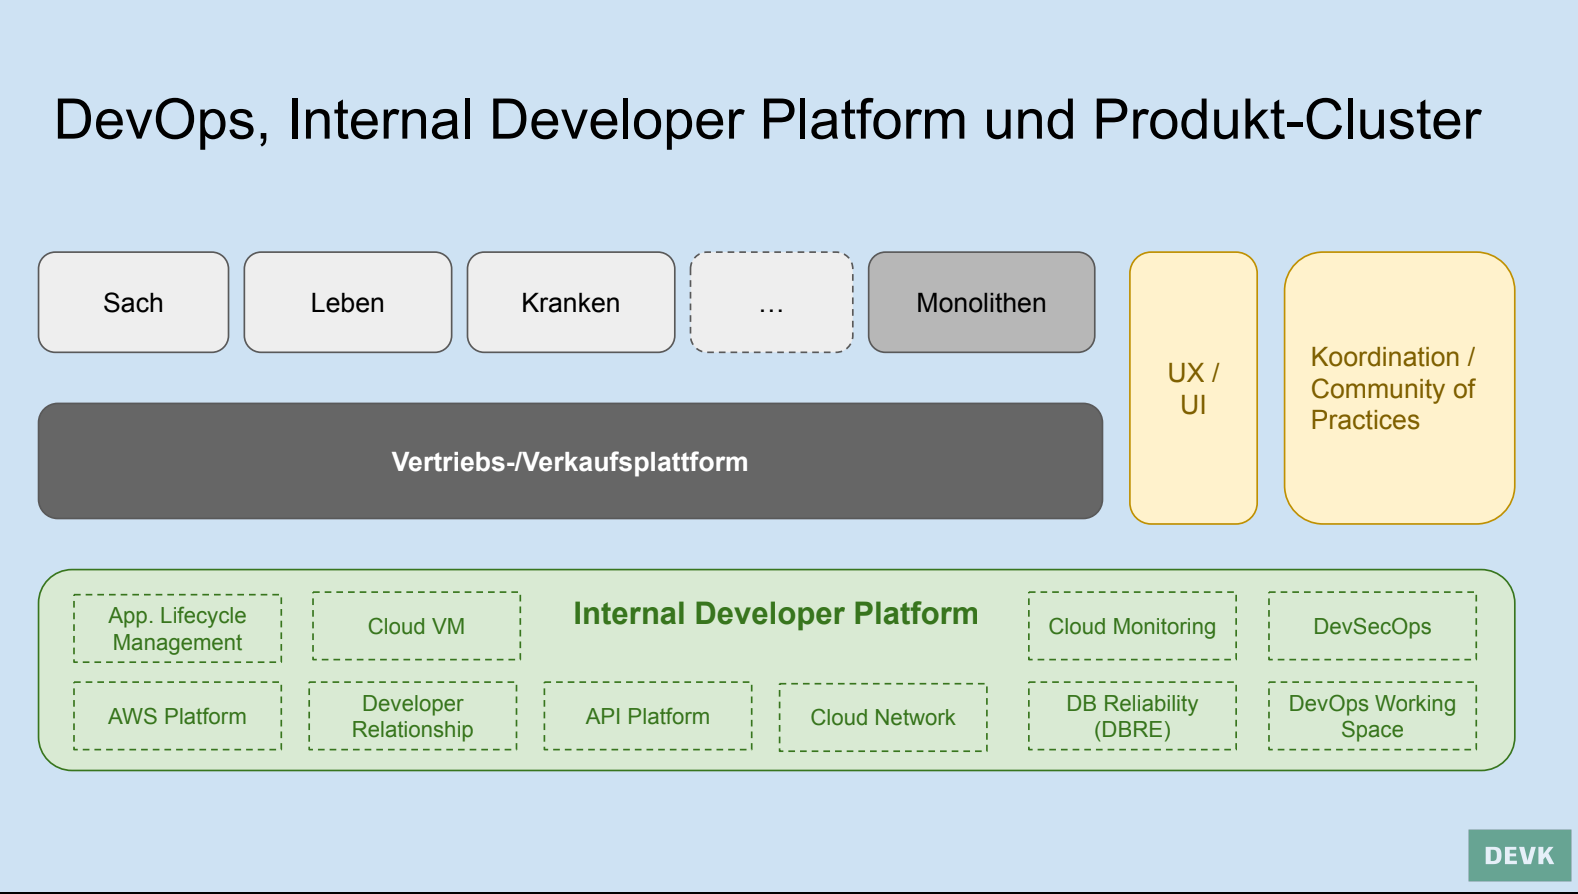 DevOps, Internal Developer Platform und Produkt-Cluster
Sach
Leben
Kranken
…
Monolithen
UX /
UI
Koordination /
Community of
Practices
Vertriebs-/Verkaufsplattform
Internal Developer Platform
App. Lifecycle
Management
Cloud VM
Cloud Monitoring
DevSecOps
AWS Platform
Developer
Relationship
API Platform
Cloud Network
DB Reliability
(DBRE)
DevOps Working
Space
DEVK